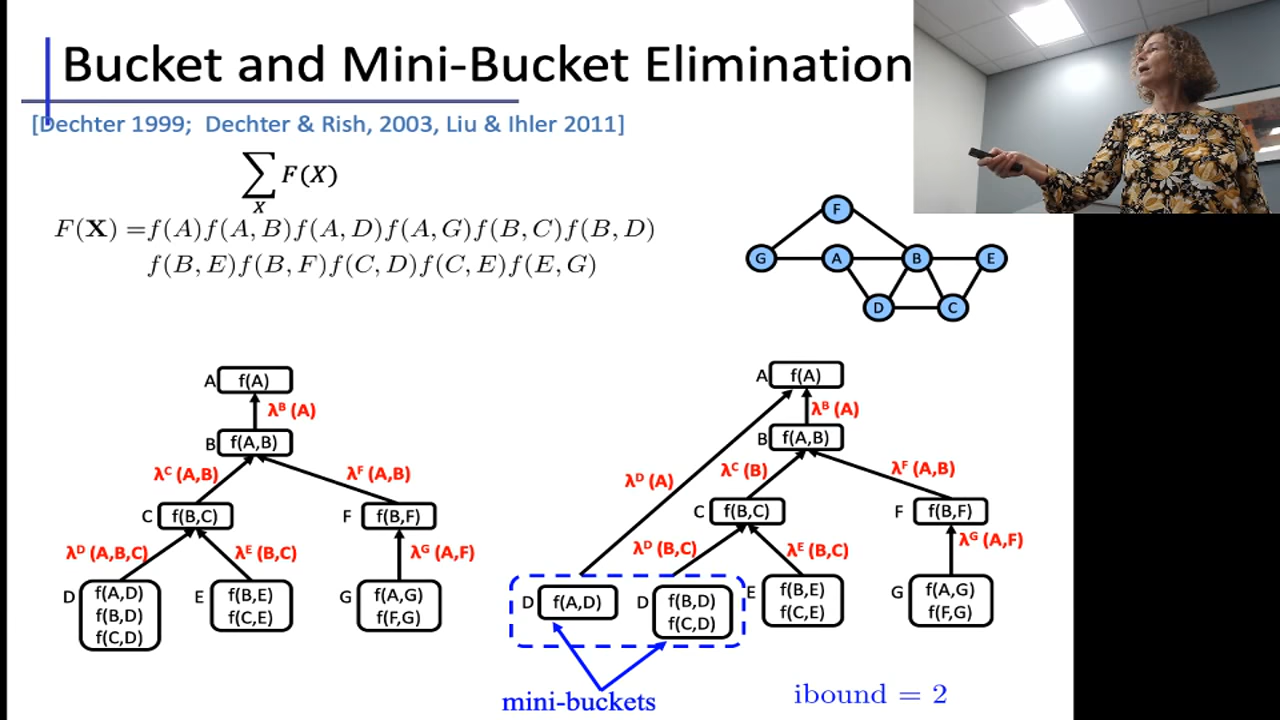 Bucket and Mini-Bucket Elimination
[Dechter 1999; Dechter & Rish, 2003, Liu & Ihler 2011]
∑ F(X)
X
F(X) =f(A)f(A, B)f(A, D)f(A, G)f(B, C)f(B, D)
f(B, E)f(B, F)f(C, D)f(C, E)f(E, G)
F
G A B E
D C
A f(A)
λᴮ (A)
B f(A,B)
λᶜ (A,B) λᶠ (A,B)
C f(B,C) F f(B,F)
λᴰ (A,B,C) λᴱ (B,C) λᴳ (A,F)
D f(A,D)
f(B,D)
f(C,D)
E f(B,E)
f(C,E)
G f(A,G)
f(F,G)
A f(A)
λᴮ (A)
B f(A,B)
λᴰ (A) λᶜ (B) λᶠ (A,B)
C f(B,C) F f(B,F)
λᴰ (B,C) λᴱ (B,C) λᴳ (A,F)
D f(A,D)
D f(B,D)
f(C,D)
E f(B,E)
f(C,E)
G f(A,G)
f(F,G)
mini-buckets
ibound = 2